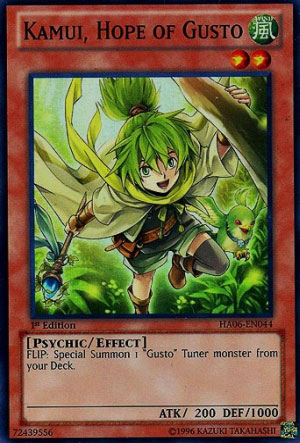 KAMUI, HOPE OF GUSTO
風
1st Edition
HA06-EN044
[PSYCHIC/EFFECT]
FLIP: Special Summon 1 "Gusto" Tuner monster from
your Deck.
ATK/ 200 DEF/1000
72439556
©1996 KAZUKI TAKAHASHI